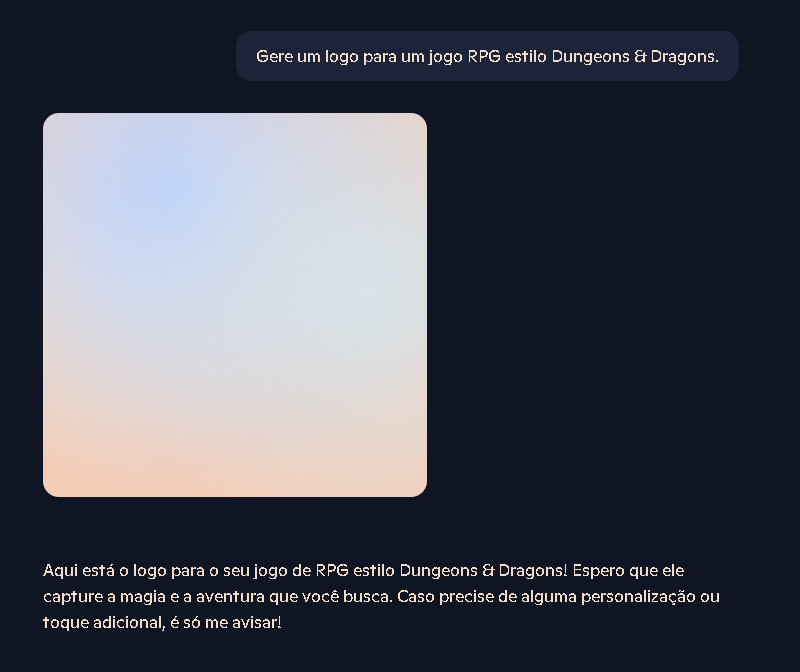 Gere um logo para um jogo RPG estilo Dungeons & Dragons.
Aqui está o logo para o seu jogo de RPG estilo Dungeons & Dragons! Espero que ele
capture a magia e a aventura que você busca. Caso precise de alguma personalização ou
toque adicional, é só me avisar!